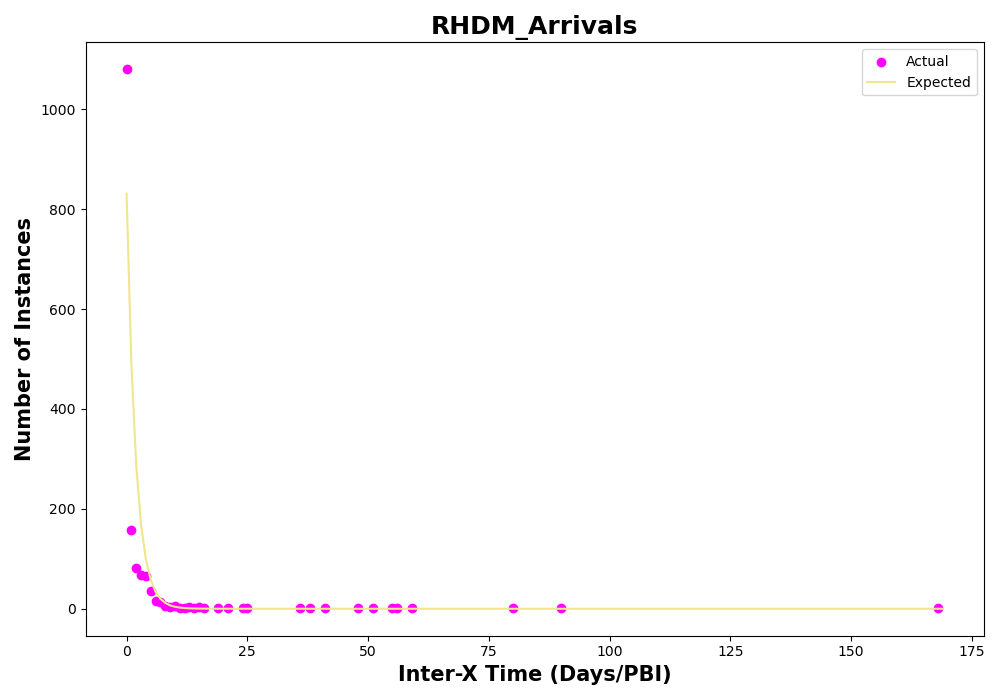 RHDM_Arrivals
Actual
Expected
Number of Instances
1000
800
600
400
200
0
0 25 50 75 100 125 150 175
Inter-X Time (Days/PBI)